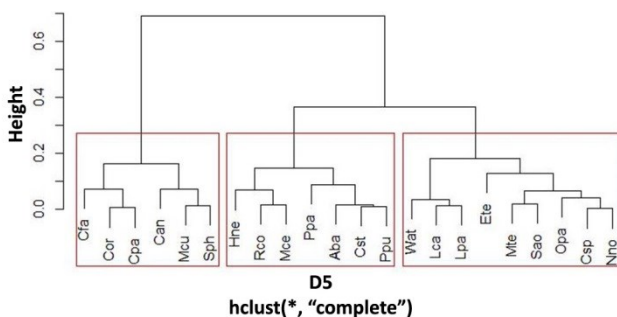 Height
0.0 0.2 0.4 0.6
Cfa Cor Cpa Can Mcu Sph Hne Rco Mce Ppa Aba Cst Ppu Wat Lca Lpa Ete Mte Sao Opa Csp Nno
D5
hclust(*, “complete”)